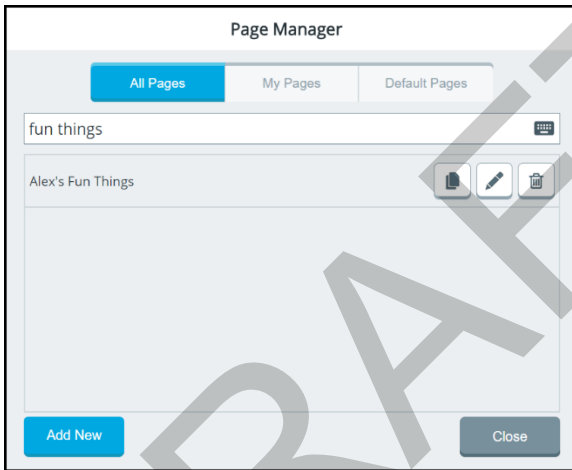 Page Manager
All Pages My Pages Default Pages
fun things
Alex's Fun Things
Add New Close